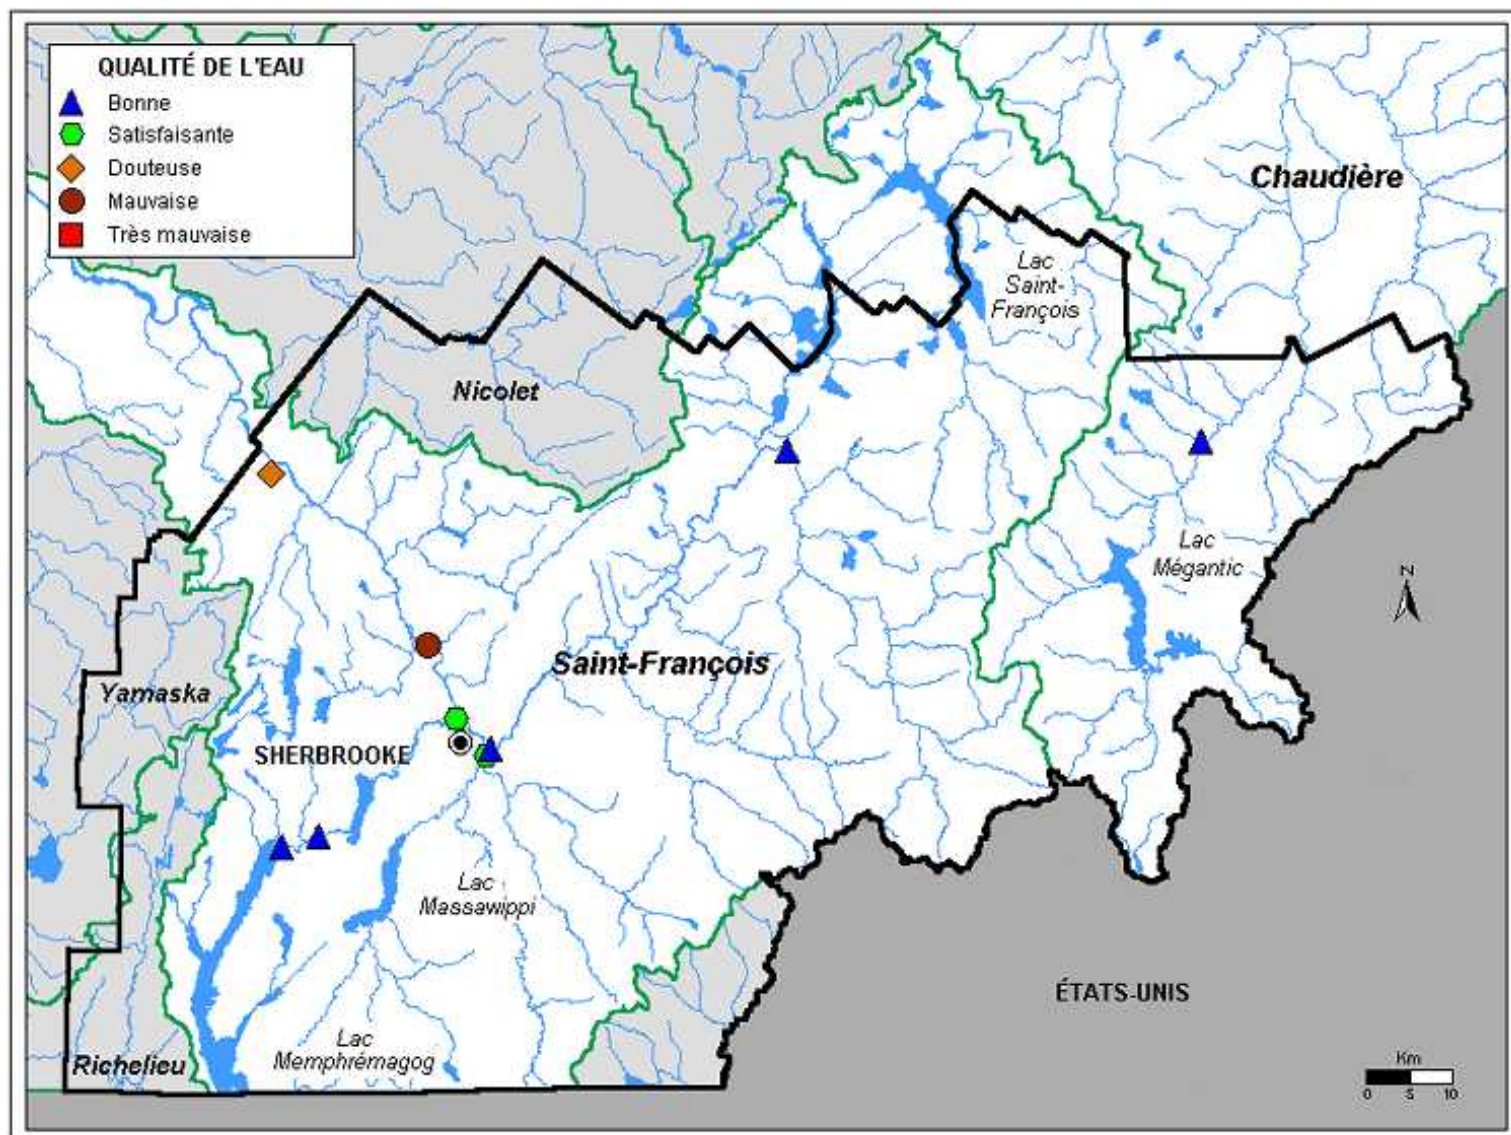 QUALITÉ DE L'EAU
Bonne
Satisfaisante
Douteuse
Mauvaise
Très mauvaise
Chaudière
Lac
Saint-
François
Nicolet
Lac
Mégantic
N
Saint-François
Yamaska
SHERBROOKE
Lac
Massawippi
ÉTATS-UNIS
Lac
Memphrémagog
Richelieu
Km
0 5 10